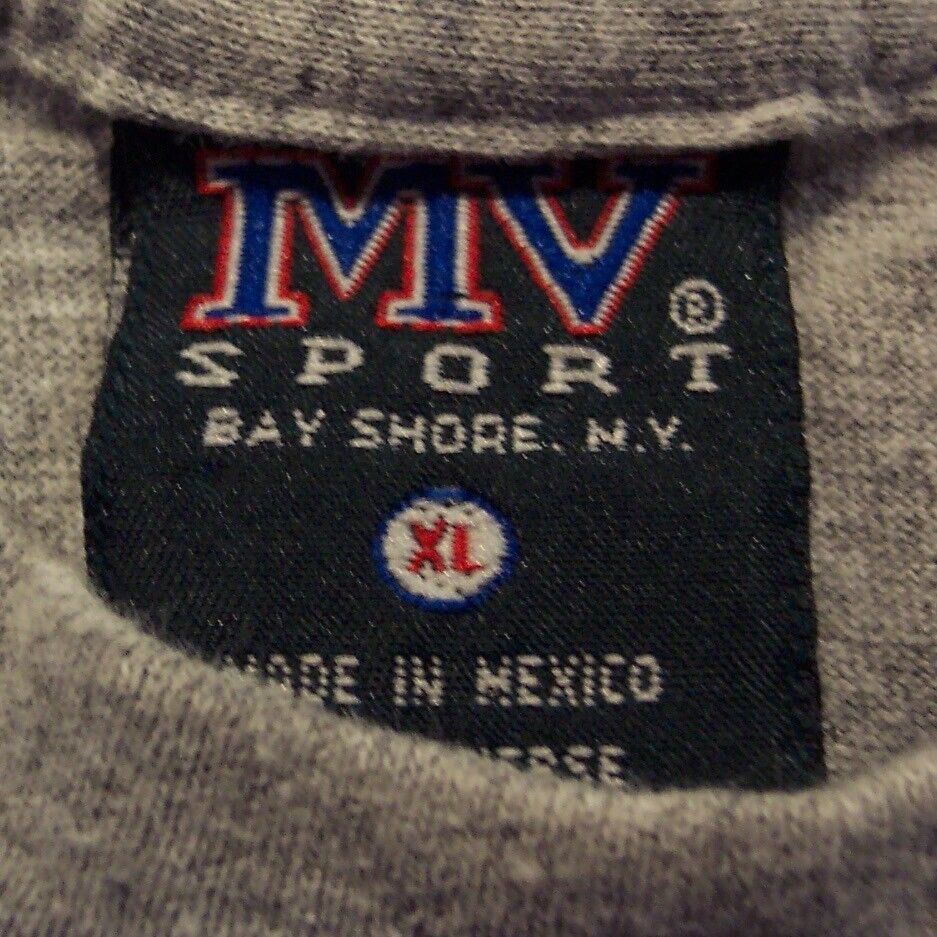 MV®
SPORT
BAY SHORE, N.Y.
XL
MADE IN MEXICO